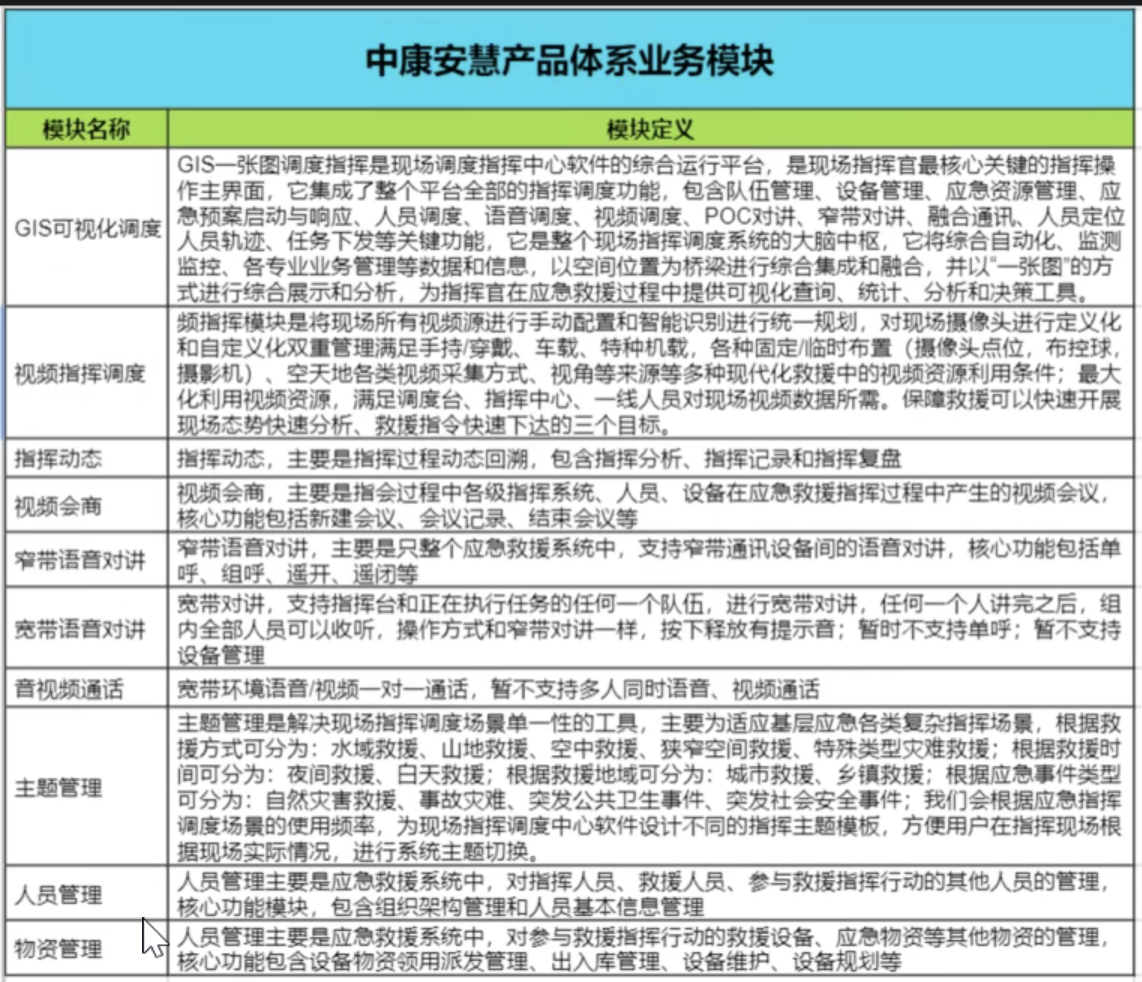 中康安慧产品体系业务模块
模块名称
模块定义
GIS可视化调度
GIS一张图调度指挥是现场调度指挥中心软件的综合运行平台，是现场指挥官最核心关键的指挥操
作主界面，它集成了整个平台全部的指挥调度功能，包含队伍管理、设备管理、应急资源管理、应
急预案启动与响应、人员调度、语音调度、视频调度、POC对讲、窄带对讲、融合通讯、人员定位
人员轨迹、任务下发等关键功能，它是整个现场指挥调度系统的大脑中枢，它将综合自动化、监测
监控、各专业业务管理等数据和信息，以空间位置为桥梁进行综合集成和融合，并以“一张图”的方
式进行综合展示和分析，为指挥官在应急救援过程中提供可视化查询、统计、分析和决策工具。
视频指挥调度
频指挥模块是将现场所有视频源进行手动配置和智能识别进行统一规划，对现场摄像头进行定义化
和自定义化双重管理满足手持/穿戴、车载、特种机载，各种固定/临时布置（摄像头点位，布控球，
摄影机）、空天地各类视频采集方式、视角等来源等多种现代化救援中的视频资源利用条件；最大
化利用视频资源，满足调度台、指挥中心、一线人员对现场视频数据所需。保障救援可以快速开展
现场态势快速分析、救援指令快速下达的三个目标。
指挥动态
指挥动态，主要是指挥过程动态回溯，包含指挥分析、指挥记录和指挥复盘
视频会商
视频会商，主要是指会过程中各级指挥系统、人员、设备在应急救援指挥过程中产生的视频会议，
核心功能包括新建会议、会议记录、结束会议等
窄带语音对讲
窄带语音对讲，主要是只整个应急救援系统中，支持窄带通讯设备间的语音对讲，核心功能包括单
呼、组呼、遥开、遥闭等
宽带语音对讲
宽带对讲，支持指挥台和正在执行任务的任何一个队伍，进行宽带对讲，任何一个人讲完之后，组
内全部人员可以收听，操作方式和窄带对讲一样，按下释放有提示音；暂时不支持单呼；暂不支持
设备管理
音视频通话
宽带环境语音/视频一对一通话，暂不支持多人同时语音、视频通话
主题管理
主题管理是解决现场指挥调度场景单一性的工具，主要为适应基层应急各类复杂指挥场景，根据救
援方式可分为：水域救援、山地救援、空中救援、狭窄空间救援、特殊类型灾难救援；根据救援时
间可分为：夜间救援、白天救援；根据救援地域可分为：城市救援、乡镇救援；根据应急事件类型
可分为：自然灾害救援、事故灾难、突发公共卫生事件、突发社会安全事件；我们会根据应急指挥
调度场景的使用频率，为现场指挥调度中心软件设计不同的指挥主题模板，方便用户在指挥现场根
据现场实际情况，进行系统主题切换。
人员管理
人员管理主要是应急救援系统中，对指挥人员、救援人员、参与救援指挥行动的其他人员的管理，
核心功能模块，包含组织架构管理和人员基本信息管理
物资管理
人员管理主要是应急救援系统中，对参与救援指挥行动的救援设备、应急物资等其他物资的管理，
核心功能包含设备物资领用派发管理、出入库管理、设备维护、设备规划等